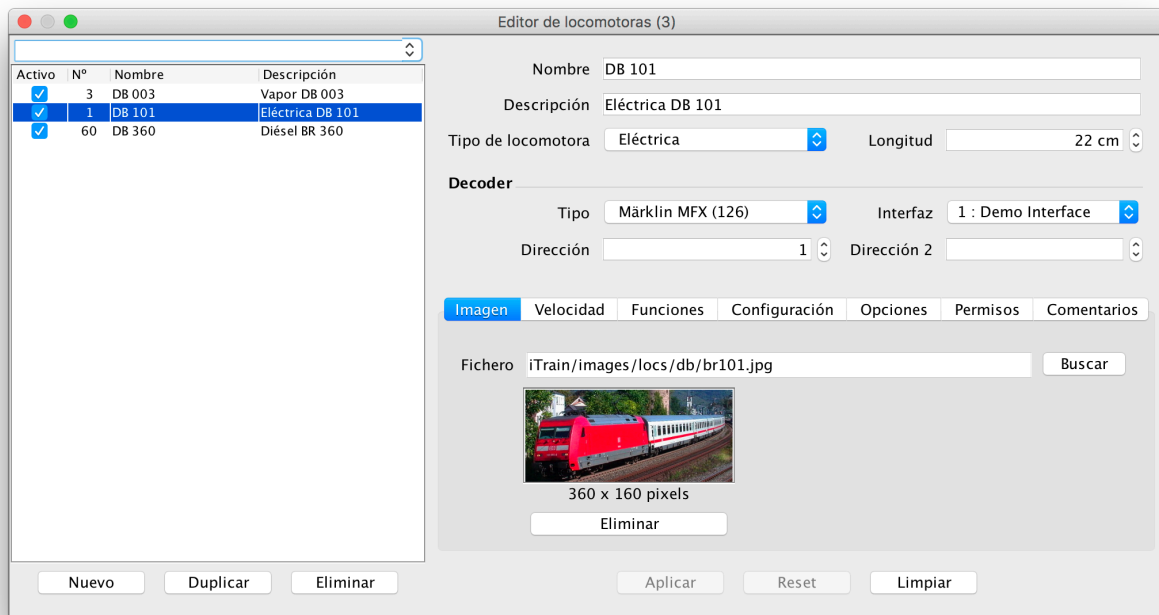 Editor de locomotoras (3)
Activo Nº Nombre Descripción
3 DB 003 Vapor DB 003
1 DB 101 Eléctrica DB 101
60 DB 360 Diésel BR 360
Nuevo Duplicar Eliminar
Nombre DB 101
Descripción Eléctrica DB 101
Tipo de locomotora Eléctrica Longitud 22 cm
Decoder
Tipo Märklin MFX (126) Interfaz 1 : Demo Interface
Dirección 1 Dirección 2
Imagen Velocidad Funciones Configuración Opciones Permisos Comentarios
Fichero iTrain/images/locs/db/br101.jpg Buscar
360 x 160 pixels
Eliminar
Aplicar Reset Limpiar